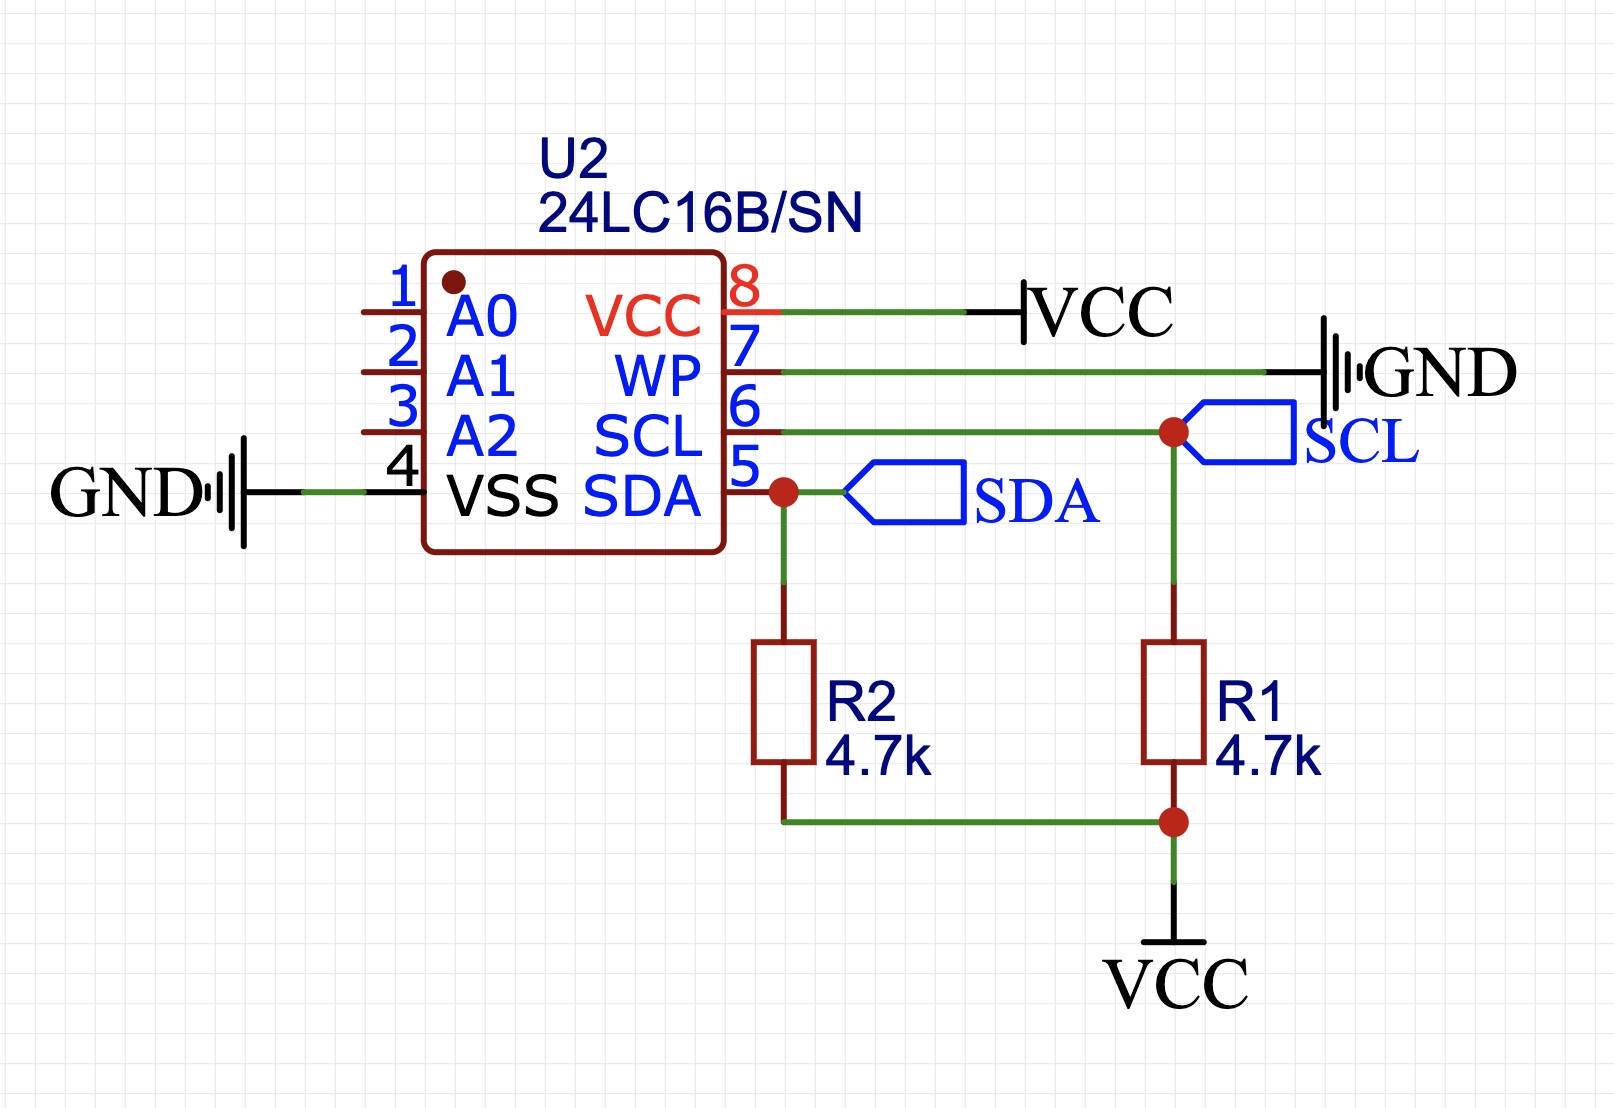 U2
24LC16B/SN
1 A0 VCC 8 VCC
2 A1 WP 7 GND
3 A2 SCL 6 SCL
GND 4 VSS SDA 5 SDA
R2 R1
4.7k 4.7k
VCC